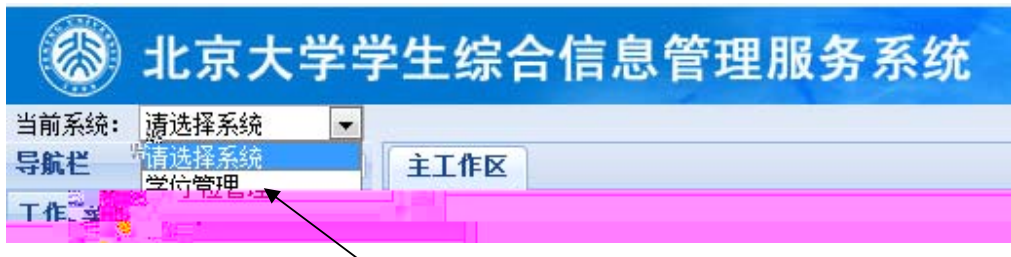 北京大学学生综合信息管理服务系统
当前系统: 请选择系统
导航栏 请选择系统 主工作区
学位管理
工作